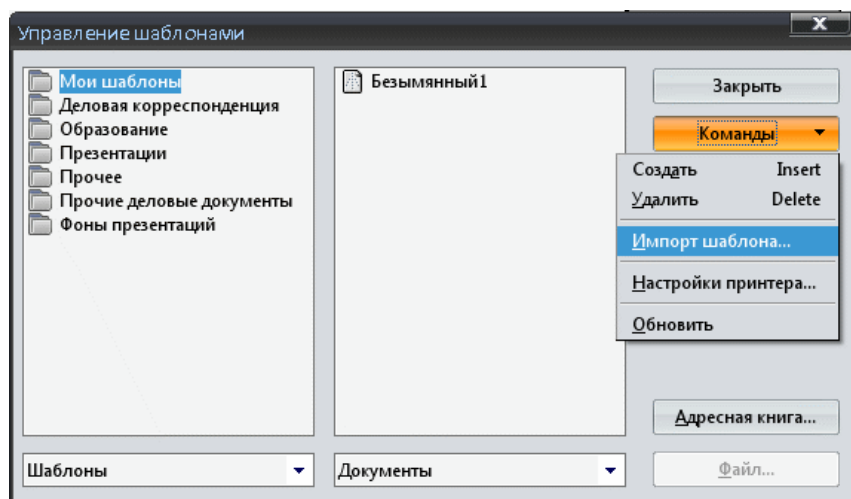 Управление шаблонами
Мои шаблоны
Деловая корреспонденция
Образование
Презентации
Прочее
Прочие деловые документы
Фоны презентаций
Безымянный1
Закрыть
Команды
Создать Insert
Удалить Delete
Импорт шаблона...
Настройки принтера...
Обновить
Адресная книга...
Шаблоны
Документы
Файл...